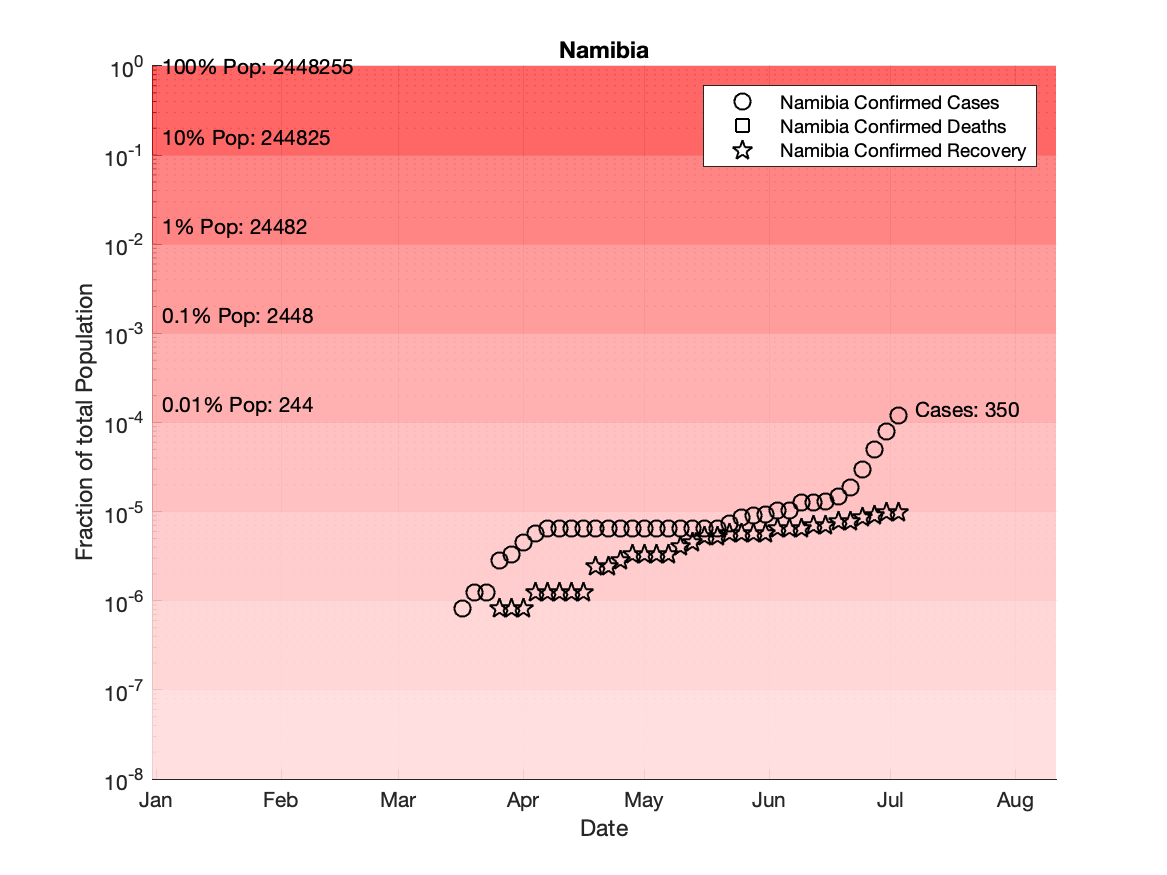 Namibia
10^0
100% Pop: 2448255
Namibia Confirmed Cases
Namibia Confirmed Deaths
Namibia Confirmed Recovery
10% Pop: 244825
10^-1
1% Pop: 24482
10^-2
0.1% Pop: 2448
10^-3
0.01% Pop: 244
10^-4
Cases: 350
10^-5
10^-6
10^-7
10^-8
Fraction of total Population
Jan Feb Mar Apr May Jun Jul Aug
Date